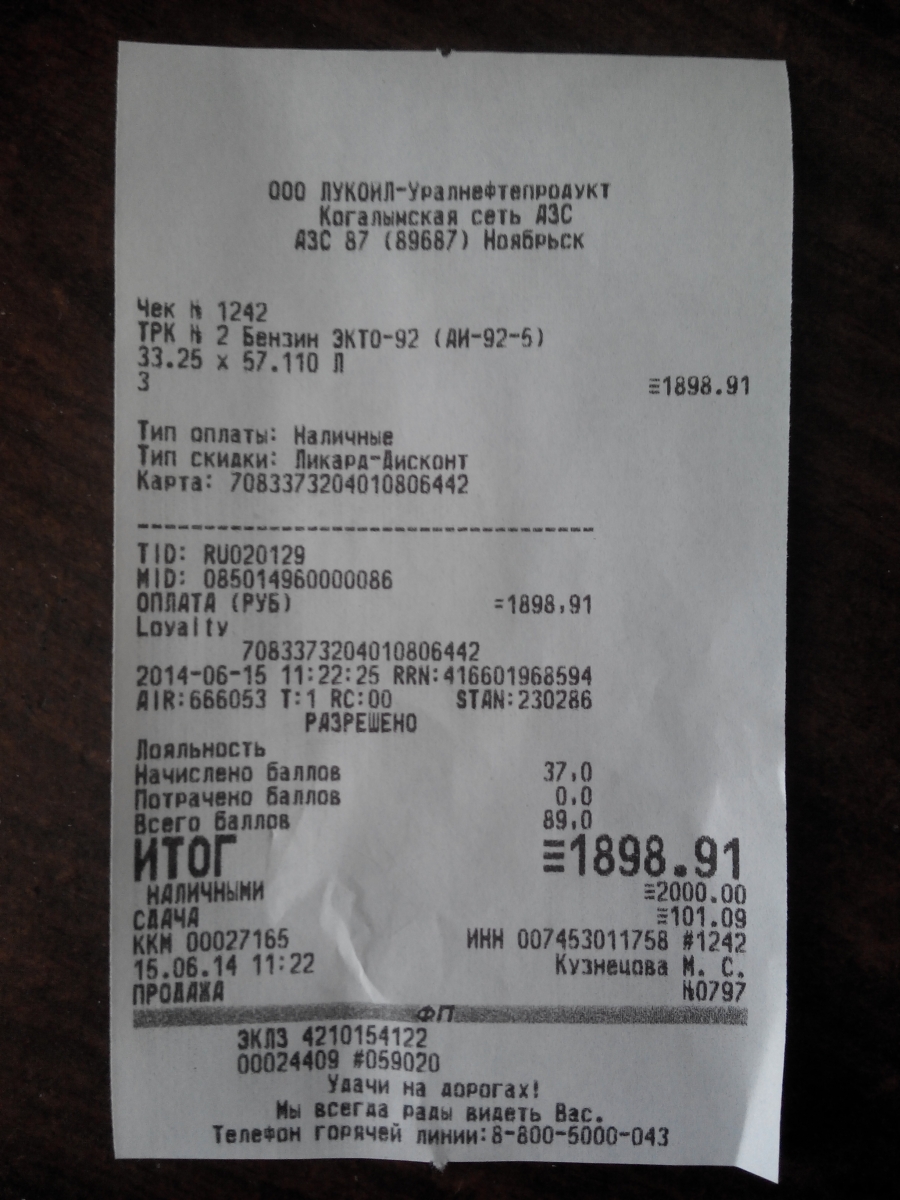 ООО ЛУКОИЛ-Уралнефтепродукт
Когалымская сеть АЗС
АЗС 87 (89687) Ноябрьск
Чек № 1242
ТРК № 2 Бензин ЭКТО-92 (АИ-92-5)
33.25 x 57.110 Л
3 ≡1898.91
Тип оплаты: Наличные
Тип скидки: Ликард-Дисконт
Карта: 7083373204010806442
------------------------------------
TID: RU020129
MID: 085014960000086
ОПЛАТА (РУБ) =1898,91
Loyalty
7083373204010806442
2014-06-15 11:22:25 RRN:416601968594
AIR:666053 T:1 RC:00 STAN:230286
РАЗРЕШЕНО
Лояльность
Начислено баллов 37,0
Потрачено баллов 0,0
Всего баллов 89,0
ИТОГ ≡1898.91
НАЛИЧНЫМИ ≡2000.00
СДАЧА ≡101.09
ККМ 00027165 ИНН 007453011758 #1242
15.06.14 11:22 Кузнецова М. С.
ПРОДАЖА №0797
ФП
ЭКЛЗ 4210154122
00024409 #059020
Удачи на дорогах!
Мы всегда рады видеть Вас.
Телефон горячей линии:8-800-5000-043